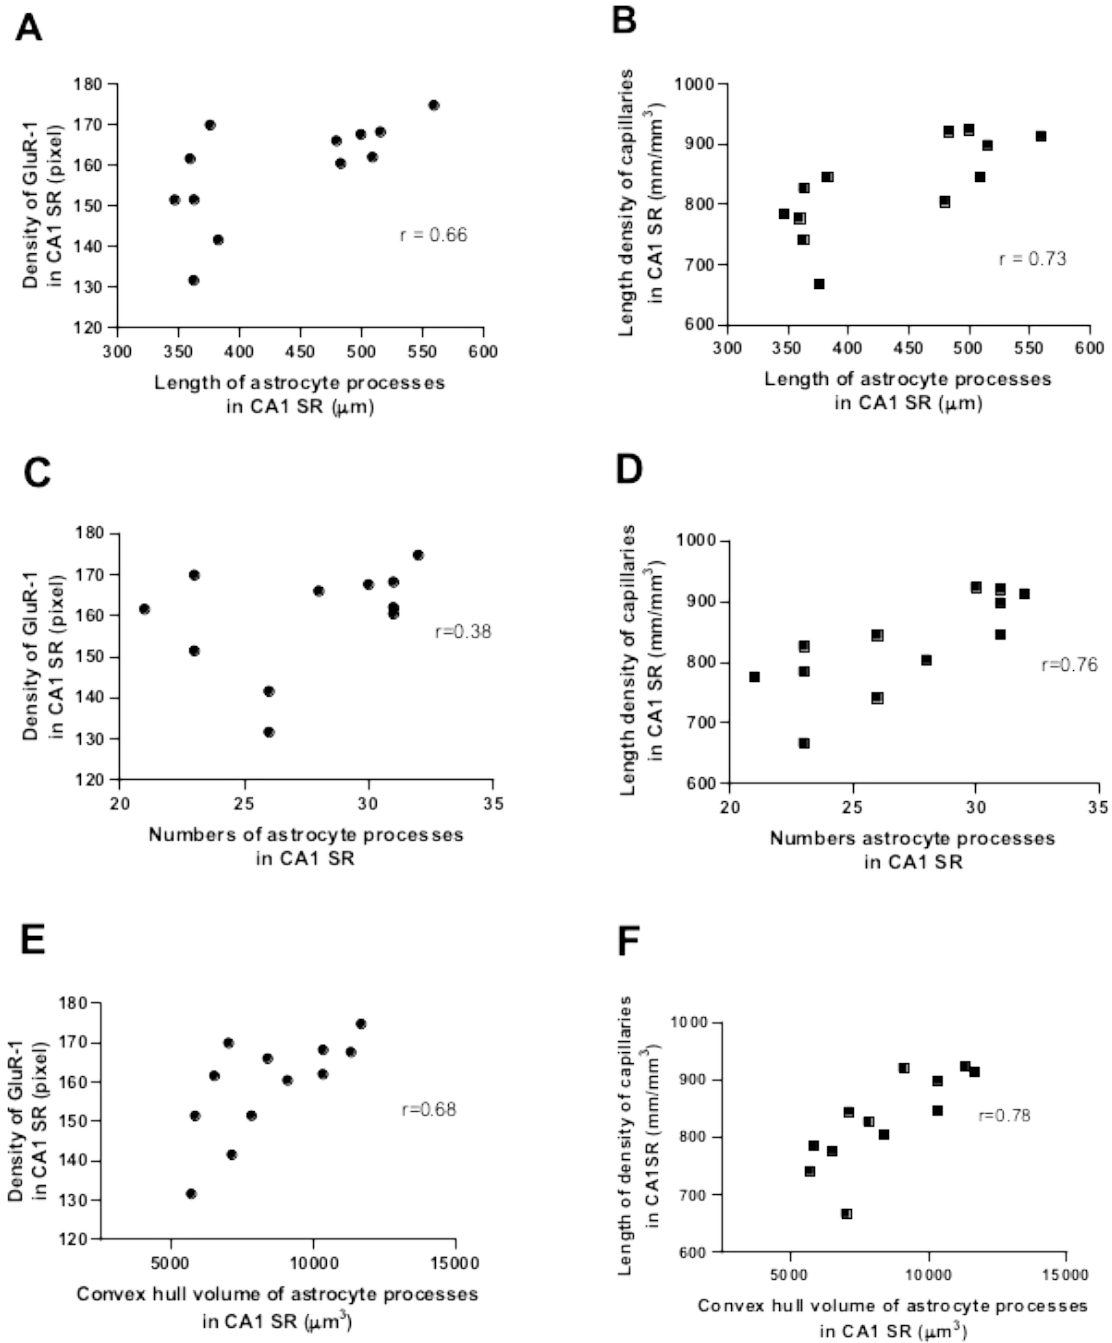 A
Density of GluR-1
in CA1 SR (pixel)
180
170
160
150
140
130
120
r = 0.66
300 350 400 450 500 550 600
Length of astrocyte processes
in CA1 SR (μm)
B
Length density of capillaries
in CA1 SR (mm/mm³)
1000
900
800
700
600
r = 0.73
300 350 400 450 500 550 600
Length of astrocyte processes
in CA1 SR (μm)
C
Density of GluR-1
in CA1 SR (pixel)
180
170
160
150
140
130
120
r=0.38
20 25 30 35
Numbers of astrocyte processes
in CA1 SR
D
Length density of capillaries
in CA1 SR (mm/mm³)
1000
900
800
700
600
r=0.76
20 25 30 35
Numbers astrocyte processes
in CA1 SR
E
Density of GluR-1
in CA1 SR (pixel)
180
170
160
150
140
130
120
r=0.68
5000 10000 15000
Convex hull volume of astrocyte processes
in CA1 SR (μm³)
F
Length of density of capillaries
in CA1SR (mm/mm³)
1000
900
800
700
600
r=0.78
5000 10000 15000
Convex hull volume of astrocyte processes
in CA1 SR (μm³)